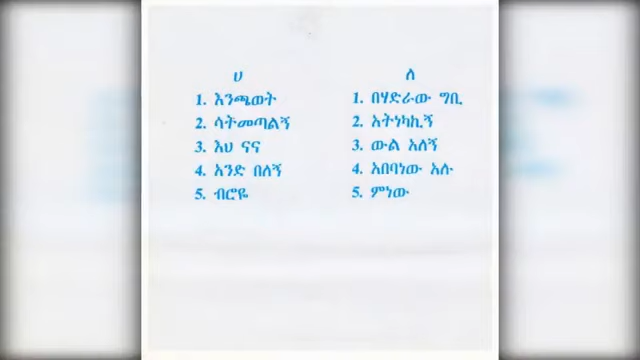 ሀ
1. እንጫወት
2. ሳትመጣልኝ
3. እህ ናና
4. አንድ በለኝ
5. ብሮዬ
ለ
1. በሃድራው ግቢ
2. አትነካኪኝ
3. ውል አለኝ
4. አበባነው አሉ
5. ምነው